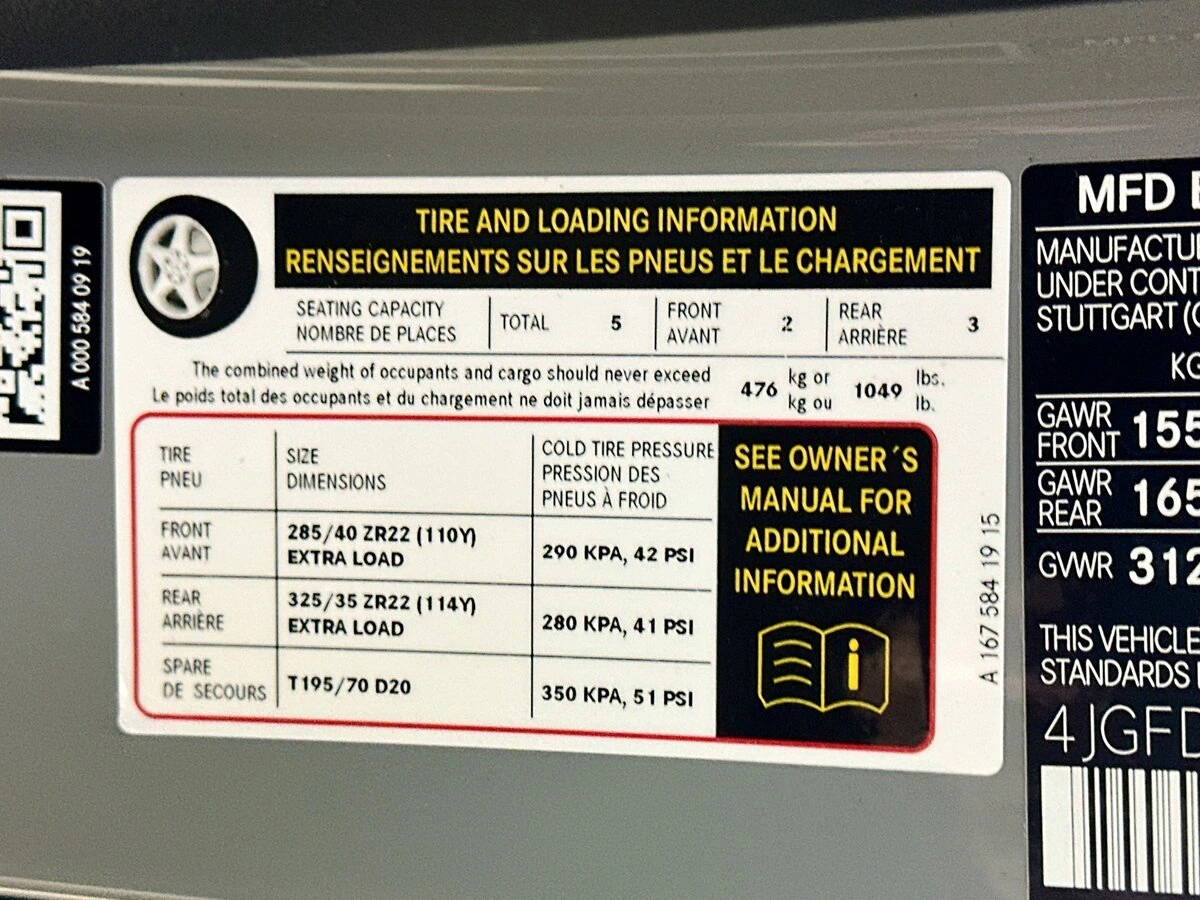 A 000 584 09 19
TIRE AND LOADING INFORMATION
RENSEIGNEMENTS SUR LES PNEUS ET LE CHARGEMENT
SEATING CAPACITY
NOMBRE DE PLACES
TOTAL 5
FRONT
AVANT
2
REAR
ARRIÈRE
3
The combined weight of occupants and cargo should never exceed
Le poids total des occupants et du chargement ne doit jamais dépasser
476 kg or 1049 lbs.
kg ou lb.
TIRE
PNEU
SIZE
DIMENSIONS
COLD TIRE PRESSURE
PRESSION DES
PNEUS À FROID
FRONT
AVANT
285/40 ZR22 (110Y)
EXTRA LOAD
290 KPA, 42 PSI
REAR
ARRIÈRE
325/35 ZR22 (114Y)
EXTRA LOAD
280 KPA, 41 PSI
SPARE
DE SECOURS
T195/70 D20
350 KPA, 51 PSI
SEE OWNER´S
MANUAL FOR
ADDITIONAL
INFORMATION
A 167 584 19 15
MFD
MANUFACTU
UNDER CONT
STUTTGART (
KG
GAWR
FRONT 155
GAWR
REAR 165
GVWR 312
THIS VEHICLE
STANDARDS
4JGFD